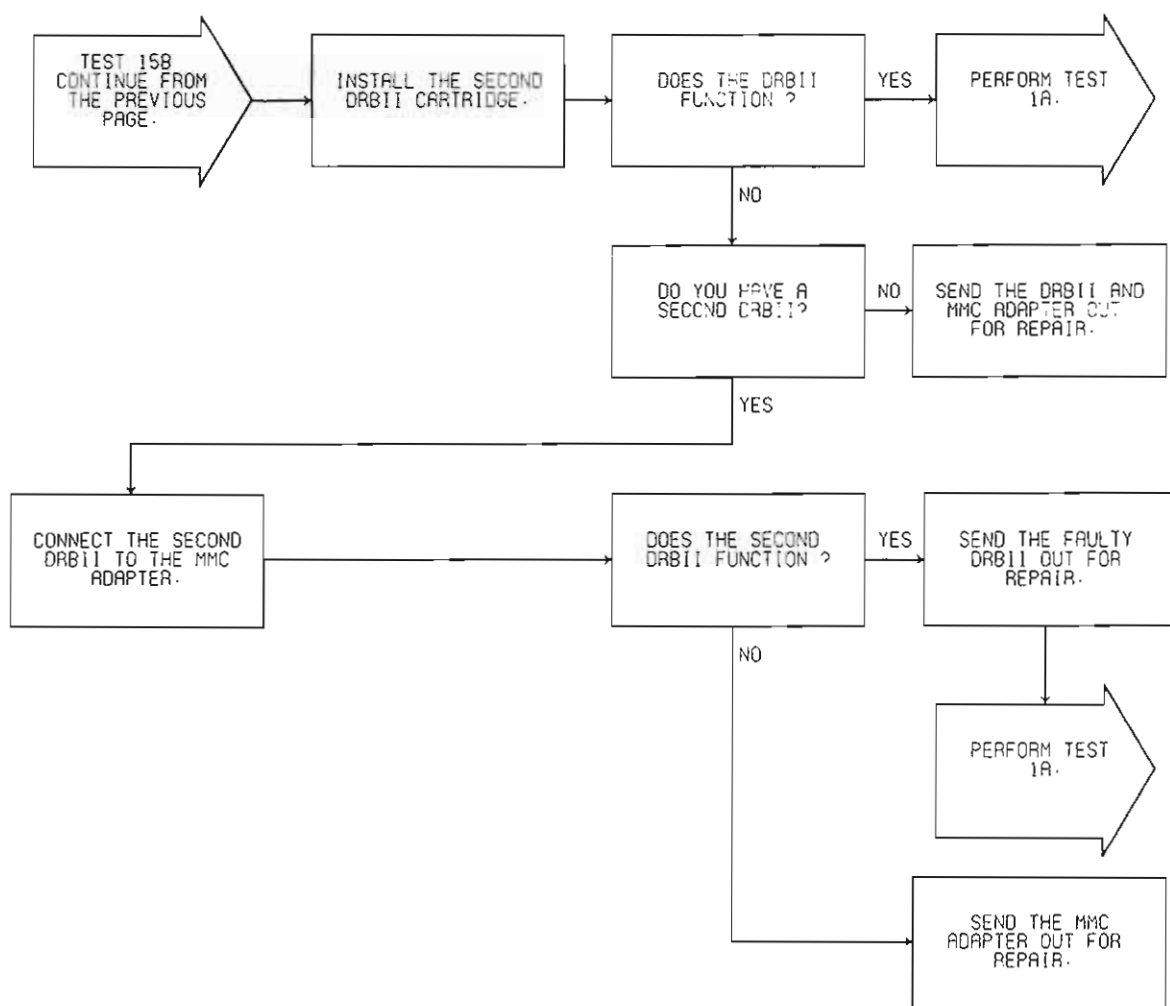 TEST 15B
CONTINUE FROM
THE PREVIOUS
PAGE.
INSTALL THE SECOND
DRBII CARTRIDGE.
DOES THE DRBII
FUNCTION ?
YES
PERFORM TEST
1A.
NO
DO YOU HAVE A
SECOND DRBII?
NO
SEND THE DRBII AND
MMC ADAPTER OUT
FOR REPAIR.
YES
CONNECT THE SECOND
DRBII TO THE MMC
ADAPTER.
DOES THE SECOND
DRBII FUNCTION ?
YES
SEND THE FAULTY
DRBII OUT FOR
REPAIR.
NO
PERFORM TEST
1A.
SEND THE MMC
ADAPTER OUT FOR
REPAIR.